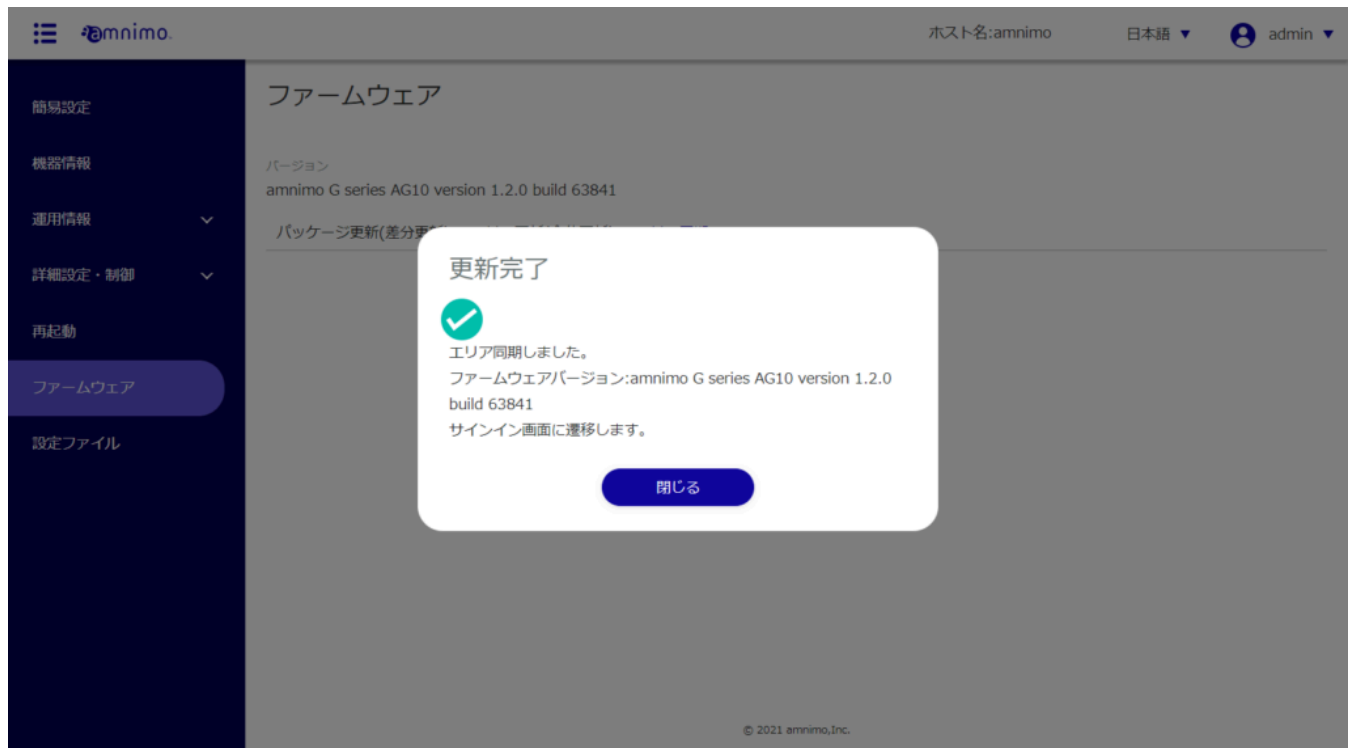 amnimo.
ホスト名:amnimo
日本語 ▼
admin ▼
簡易設定
機器情報
運用情報
詳細設定・制御
再起動
ファームウェア
設定ファイル
ファームウェア
バージョン
amnimo G series AG10 version 1.2.0 build 63841
パッケージ更新(差分更
更新完了
エリア同期しました。
ファームウェアバージョン:amnimo G series AG10 version 1.2.0
build 63841
サインイン画面に遷移します。
閉じる
© 2021 amnimo,Inc.